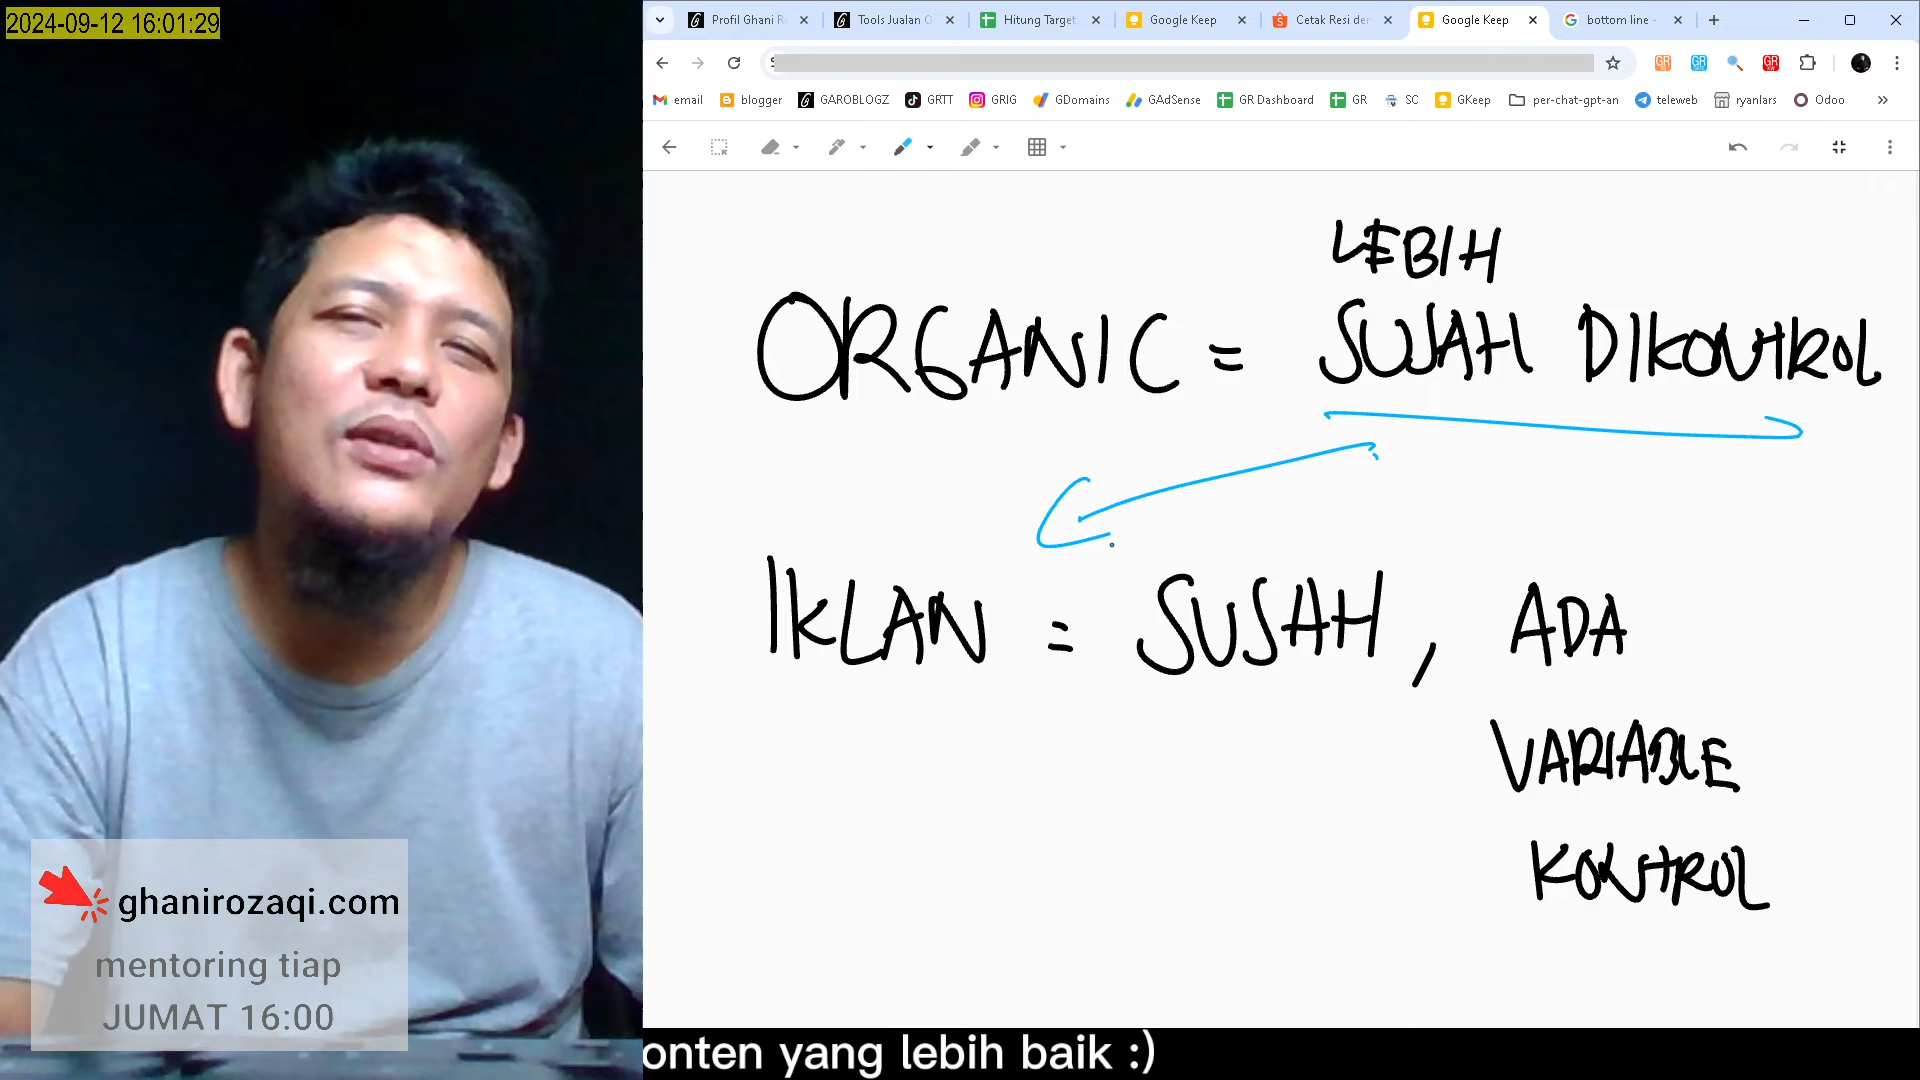 2024-09-12 16:01:29
Profil Ghani R
Tools Jualan O
Hitung Target
Google Keep
Cetak Resi der
Google Keep
bottom line -
email
blogger
GAROBLOGZ
GRTT
GRIG
GDomains
GAdSense
GR Dashboard
GR
SC
GKeep
per-chat-gpt-an
teleweb
ryanlars
Odoo
LEBIH
ORGANIC = SUSAH DIKONTROL
IKLAN = SUSAH, ADA
VARIABLE
KONTROL
ghanirozaqi.com
mentoring tiap
JUMAT 16:00
onten yang lebih baik :)